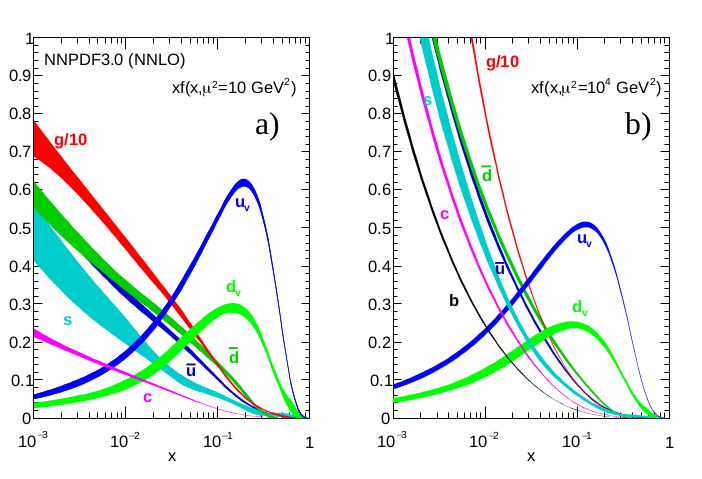 NNPDF3.0 (NNLO)
xf(x,μ²=10 GeV²)
a)
g/10
u_v
d_v
s
d̅
u̅
c
1
0.9
0.8
0.7
0.6
0.5
0.4
0.3
0.2
0.1
0
10⁻³
10⁻²
10⁻¹
1
x
g/10
xf(x,μ²=10⁴ GeV²)
b)
s
d̅
c
u_v
u̅
b
d_v
1
0.9
0.8
0.7
0.6
0.5
0.4
0.3
0.2
0.1
0
10⁻³
10⁻²
10⁻¹
1
x